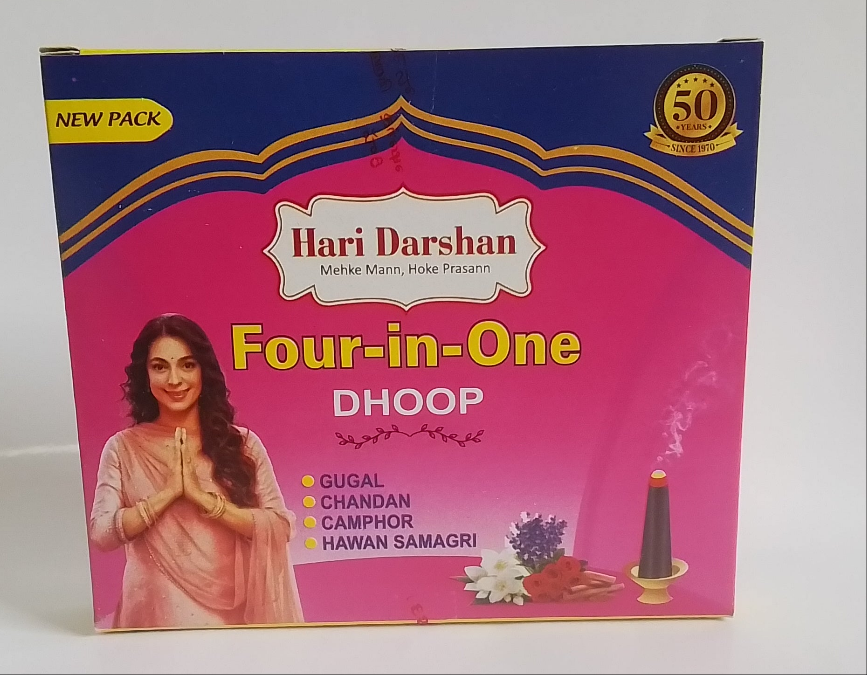 NEW PACK
50
YEARS
SINCE 1970
Hari Darshan
Mehke Mann, Hoke Prasann
Four-in-One
DHOOP
GUGAL
CHANDAN
CAMPHOR
HAWAN SAMAGRI